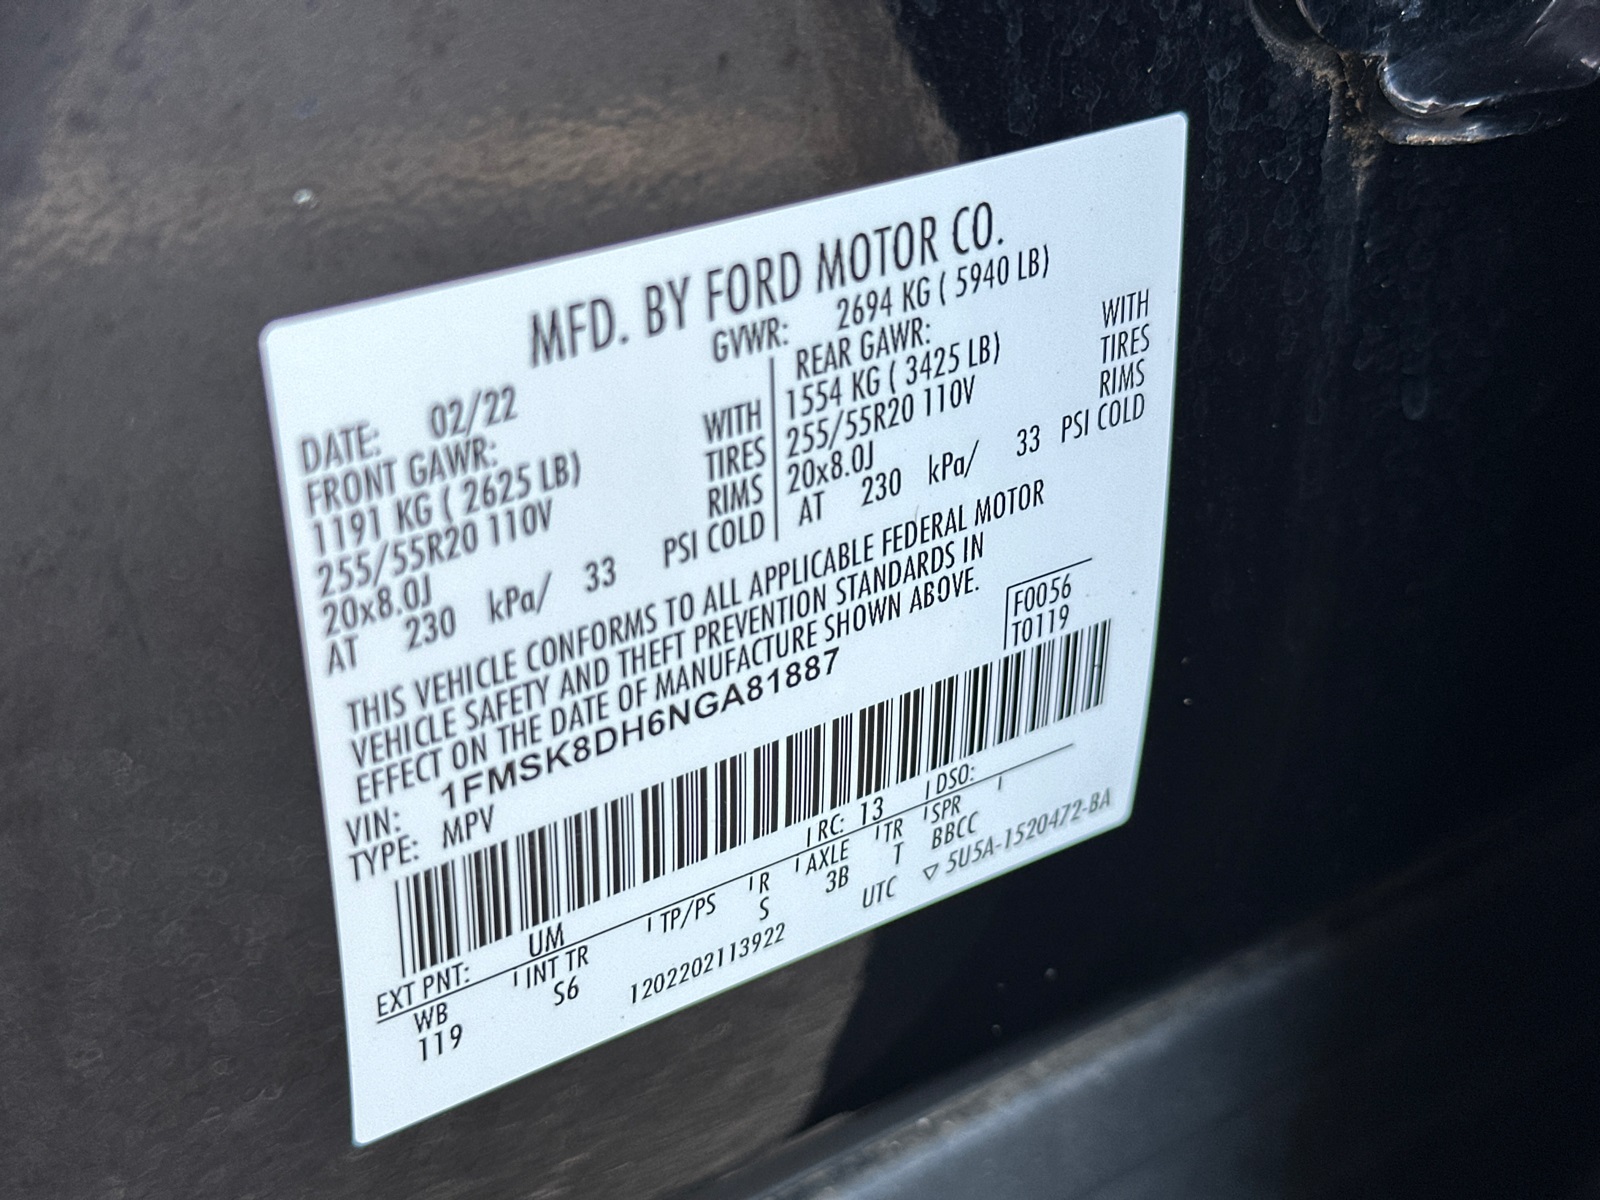 MFD. BY FORD MOTOR CO.
DATE: 02/22 GVWR: 2694 KG ( 5940 LB)
FRONT GAWR: REAR GAWR:
1191 KG ( 2625 LB) WITH 1554 KG ( 3425 LB) WITH
255/55R20 110V TIRES 255/55R20 110V TIRES
20x8.0J RIMS 20x8.0J RIMS
AT 230 kPa/ 33 PSI COLD AT 230 kPa/ 33 PSI COLD
THIS VEHICLE CONFORMS TO ALL APPLICABLE FEDERAL MOTOR
VEHICLE SAFETY AND THEFT PREVENTION STANDARDS IN
EFFECT ON THE DATE OF MANUFACTURE SHOWN ABOVE.
F0056
T0119
VIN: 1FMSK8DH6NGA81887
TYPE: MPV
EXT PNT: UM RC: 13 DSO:
WB INT TR TP/PS R AXLE TR SPR
119 S6 S 3B T BBCC
1202202113922 UTC ▽ 5U5A-1520472-BA